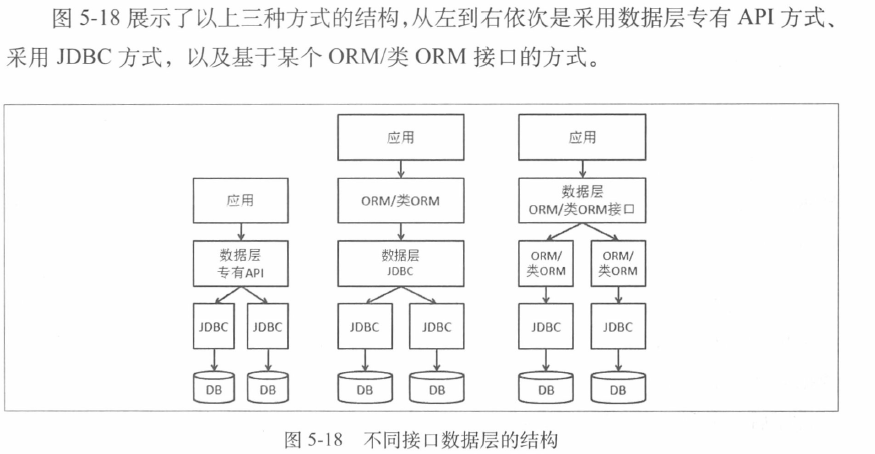 图 5-18 展示了以上三种方式的结构,从左到右依次是采用数据层专有 API 方式、
采用 JDBC 方式，以及基于某个 ORM/类 ORM 接口的方式。
应用
数据层
专有API
JDBC
JDBC
DB
DB
应用
ORM/类ORM
数据层
JDBC
JDBC
JDBC
DB
DB
应用
数据层
ORM/类ORM接口
ORM/
类ORM
ORM/
类ORM
JDBC
JDBC
DB
DB
图 5-18 不同接口数据层的结构